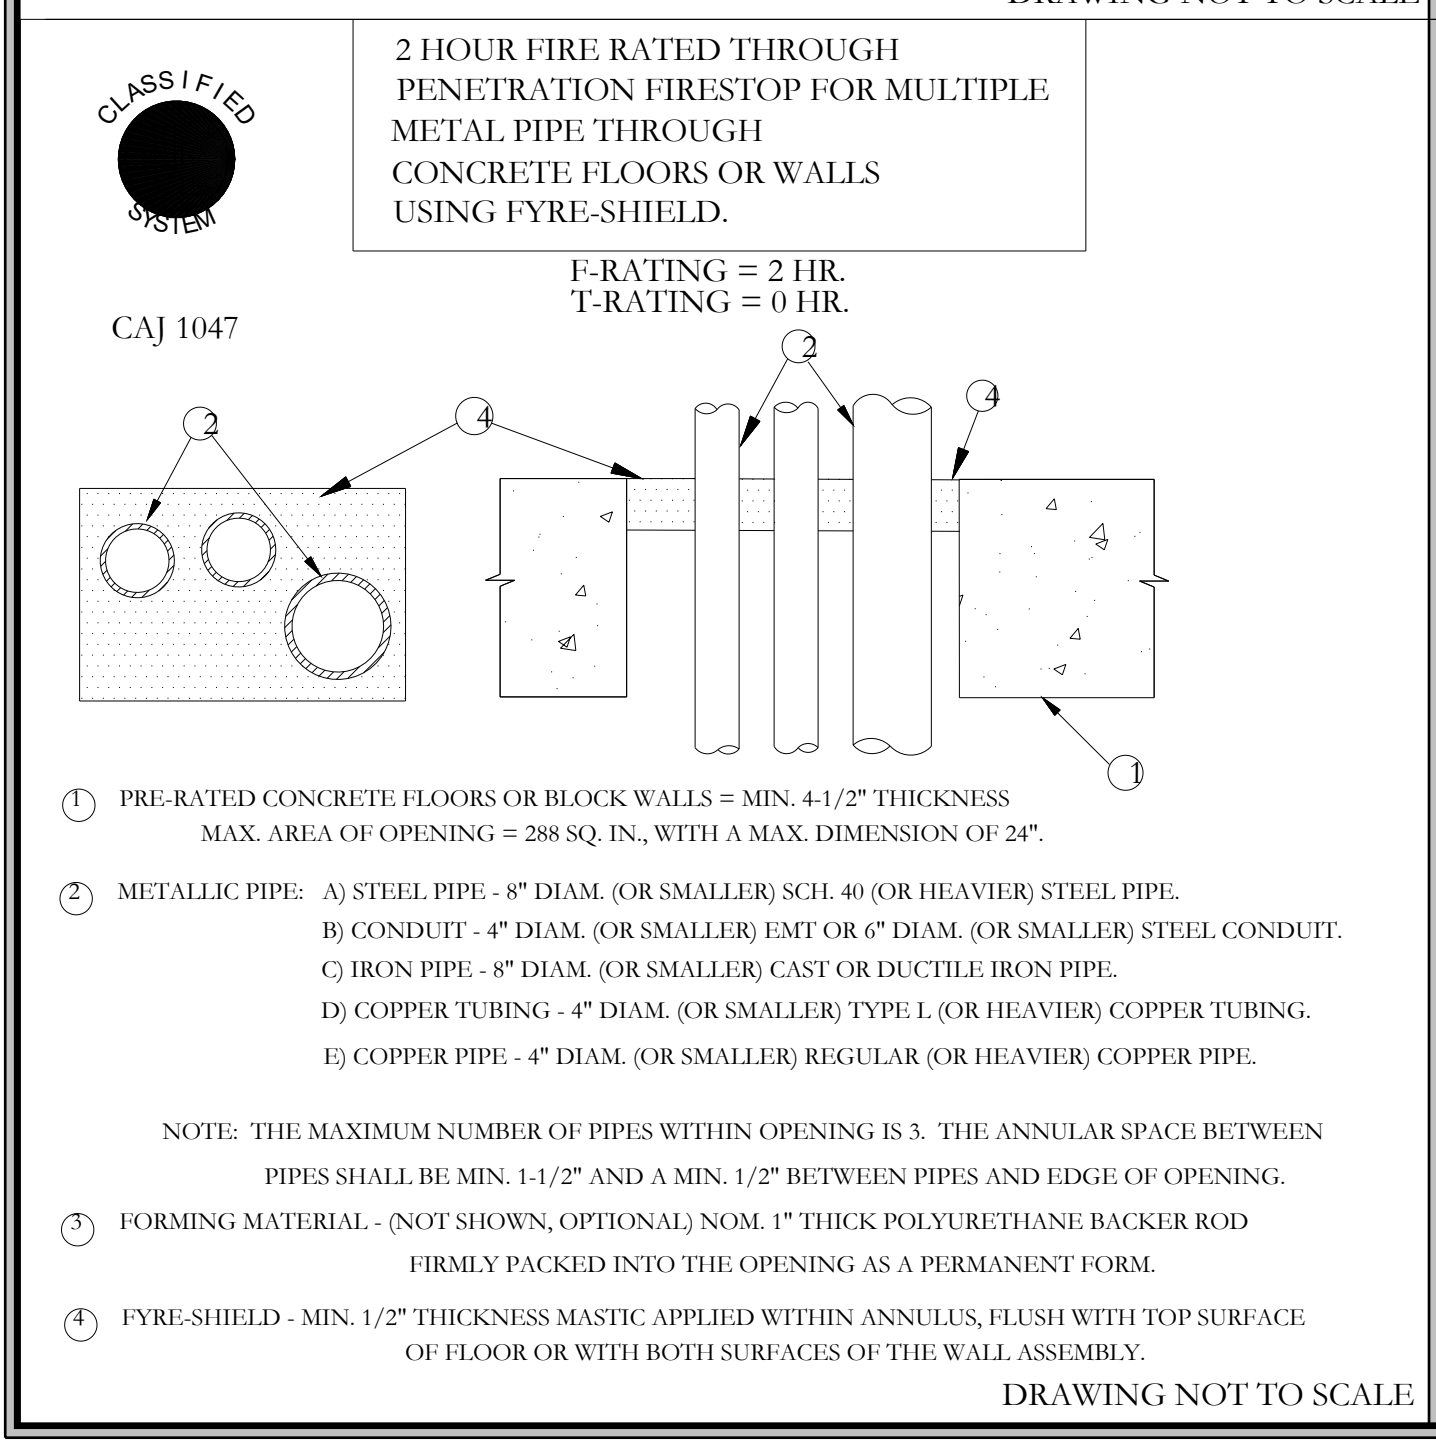 DRAWING NOT TO SCALE
2 HOUR FIRE RATED THROUGH
PENETRATION FIRESTOP FOR MULTIPLE
METAL PIPE THROUGH
CONCRETE FLOORS OR WALLS
USING FYRE-SHIELD.
CLASSIFIED
SYSTEM
F-RATING = 2 HR.
T-RATING = 0 HR.
CAJ 1047
2
4
2
4
1
1 PRE-RATED CONCRETE FLOORS OR BLOCK WALLS = MIN. 4-1/2" THICKNESS
MAX. AREA OF OPENING = 288 SQ. IN., WITH A MAX. DIMENSION OF 24".
2 METALLIC PIPE: A) STEEL PIPE - 8" DIAM. (OR SMALLER) SCH. 40 (OR HEAVIER) STEEL PIPE.
B) CONDUIT - 4" DIAM. (OR SMALLER) EMT OR 6" DIAM. (OR SMALLER) STEEL CONDUIT.
C) IRON PIPE - 8" DIAM. (OR SMALLER) CAST OR DUCTILE IRON PIPE.
D) COPPER TUBING - 4" DIAM. (OR SMALLER) TYPE L (OR HEAVIER) COPPER TUBING.
E) COPPER PIPE - 4" DIAM. (OR SMALLER) REGULAR (OR HEAVIER) COPPER PIPE.
NOTE: THE MAXIMUM NUMBER OF PIPES WITHIN OPENING IS 3. THE ANNULAR SPACE BETWEEN
PIPES SHALL BE MIN. 1-1/2" AND A MIN. 1/2" BETWEEN PIPES AND EDGE OF OPENING.
3 FORMING MATERIAL - (NOT SHOWN, OPTIONAL) NOM. 1" THICK POLYURETHANE BACKER ROD
FIRMLY PACKED INTO THE OPENING AS A PERMANENT FORM.
4 FYRE-SHIELD - MIN. 1/2" THICKNESS MASTIC APPLIED WITHIN ANNULUS, FLUSH WITH TOP SURFACE
OF FLOOR OR WITH BOTH SURFACES OF THE WALL ASSEMBLY.
DRAWING NOT TO SCALE